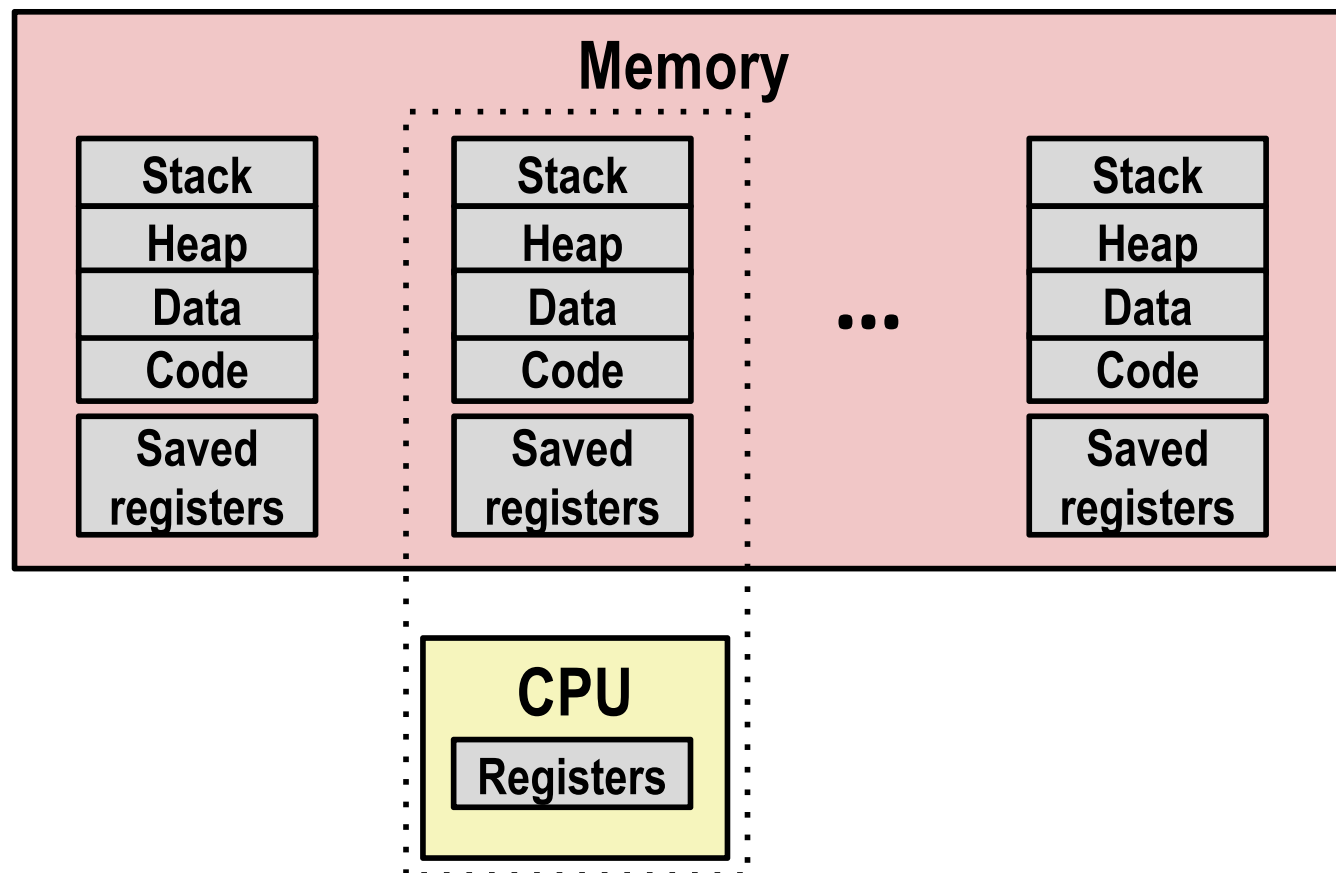 Memory
Stack
Heap
Data
Code
Saved
registers
Stack
Heap
Data
Code
Saved
registers
...
Stack
Heap
Data
Code
Saved
registers
CPU
Registers